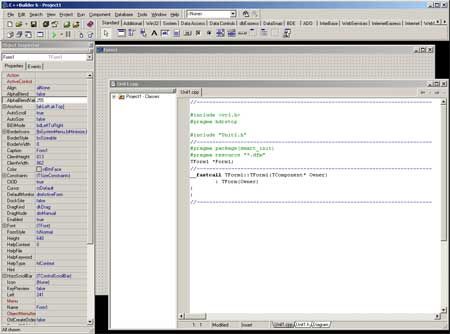 C++Builder 6 - Project1
File Edit Search View Project Run Component Database Tools Window Help <None>
Standard Additional Win32 System Data Access Data Controls dbExpress DataSnap BDE ADO InterBase WebServices InternetExpress Internet
Object Inspector
Form1 TForm1
Properties Events
Action
ActiveControl
Align alNone
AlphaBlend false
AlphaBlendVal 255
Anchors [akLeft,akTop]
AutoScroll true
AutoSize false
BiDiMode bdLeftToRight
BorderIcons [biSystemMenu,biMinimize
BorderStyle bsSizeable
BorderWidth 0
Caption Form1
ClientHeight 613
ClientWidth 862
Color clBtnFace
Constraints (TSizeConstraints)
Ctl3D true
Cursor crDefault
DefaultMonitor dmActiveForm
DockSite false
DragKind dkDrag
DragMode dmManual
Enabled true
Font (TFont)
FormStyle fsNormal
Height 640
HelpContext 0
HelpFile
HelpKeyword
HelpType htContext
Hint
HorzScrollBar (TControlScrollBar)
Icon (None)
KeyPreview false
Left 241
Menu
Name Form1
ObjectMenuItem
OldCreateOrder false
All shown
Form1
Unit1.cpp
Project1 - Classes
Unit1.cpp
#include <vcl.h>
#pragma hdrstop
#include "Unit1.h"
#pragma package(smart_init)
#pragma resource "*.dfm"
TForm1 *Form1;
__fastcall TForm1::TForm1(TComponent* Owner)
: TForm(Owner)
{
}
1: 1 Modified Insert Unit1.cpp Unit1.h Diagram